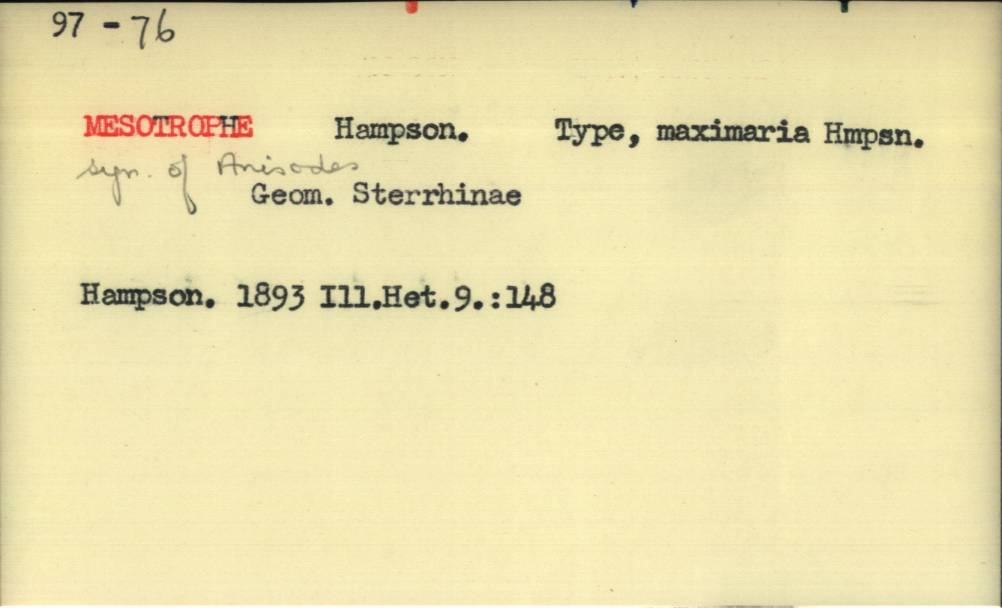 97 - 76
MESOTROPHE Hampson. Type, maximaria Hmpsn.
syn. of Anisodes
Geom. Sterrhinae
Hampson. 1893 Ill.Het.9.:148